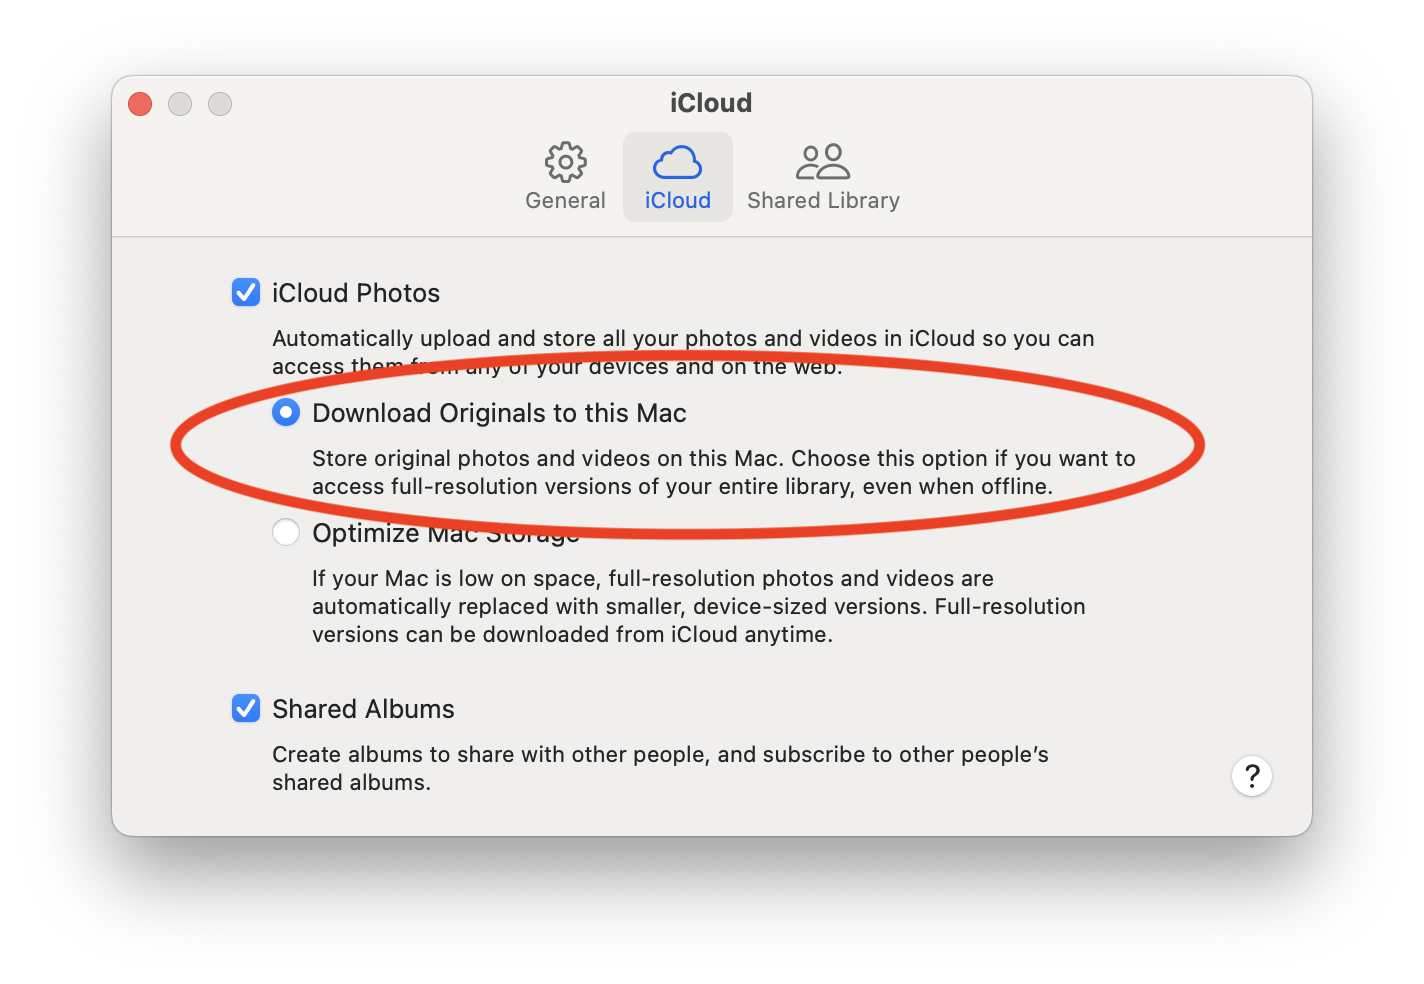 iCloud
General
iCloud
Shared Library
iCloud Photos
Automatically upload and store all your photos and videos in iCloud so you can
access them from any of your devices and on the web.
Download Originals to this Mac
Store original photos and videos on this Mac. Choose this option if you want to
access full-resolution versions of your entire library, even when offline.
Optimize Mac Storage
If your Mac is low on space, full-resolution photos and videos are
automatically replaced with smaller, device-sized versions. Full-resolution
versions can be downloaded from iCloud anytime.
Shared Albums
Create albums to share with other people, and subscribe to other people’s
shared albums.
?